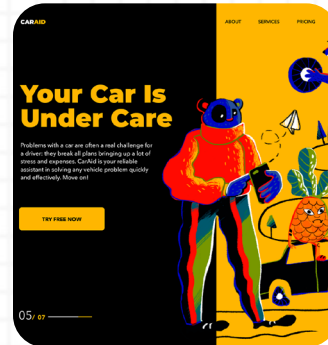 CARAID
ABOUT SERVICES PRICING
Your Car Is
Under Care
Problems with a car are often a real challenge for
a driver: they break all plans bringing up a lot of
stress and expenses. CarAid is your reliable
assistant in solving any vehicle problem quickly
and effectively. Move on!
TRY FREE NOW
05/ 07